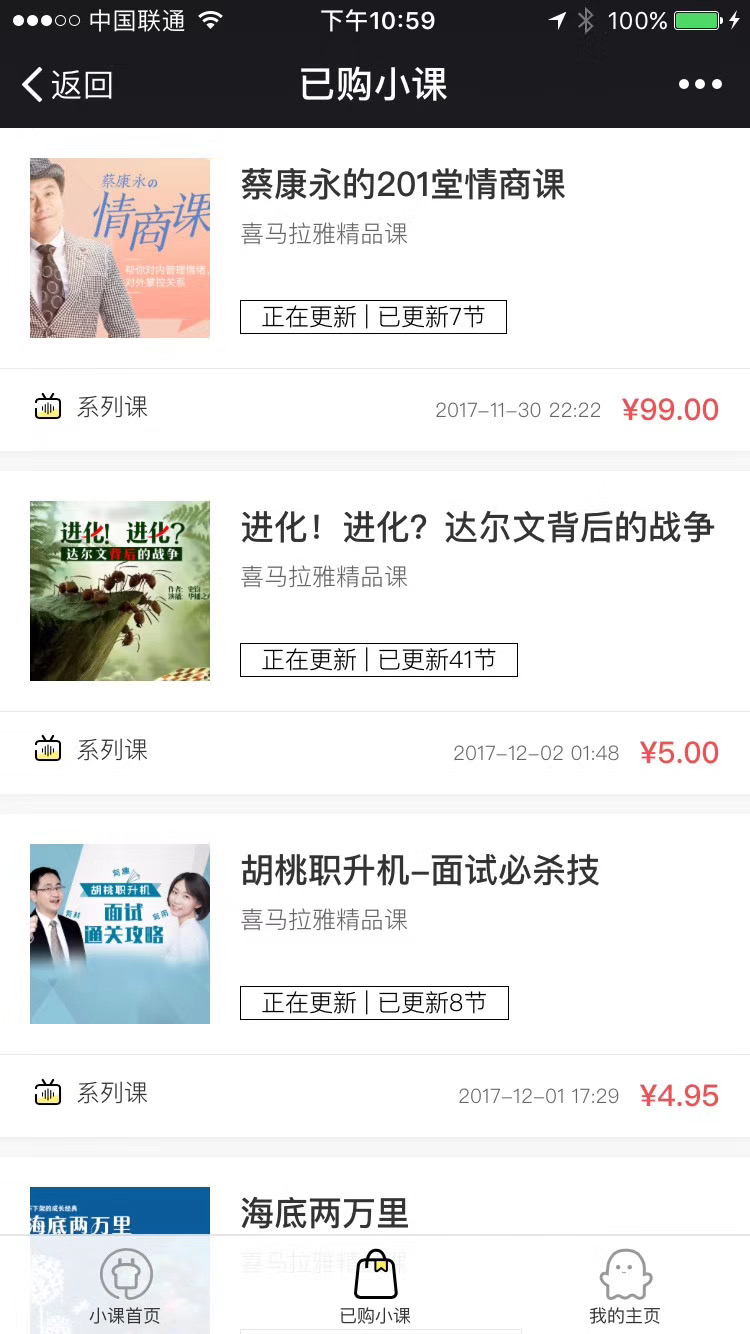 中国联通 下午10:59 100%
返回 已购小课
蔡康永の
情商课
帮你对内管理情绪,
对外掌控关系
蔡康永的201堂情商课
喜马拉雅精品课
正在更新 | 已更新7节
系列课 2017-11-30 22:22 ¥99.00
进化! 进化?
达尔文背后的战争
进化！进化？达尔文背后的战争
喜马拉雅精品课
正在更新 | 已更新41节
系列课 2017-12-02 01:48 ¥5.00
胡桃职升机
面试
通关攻略
胡桃职升机-面试必杀技
喜马拉雅精品课
正在更新 | 已更新8节
系列课 2017-12-01 17:29 ¥4.95
下架的成长经典
海底两万里
海底两万里
喜马拉雅精品课
小课首页 已购小课 我的主页